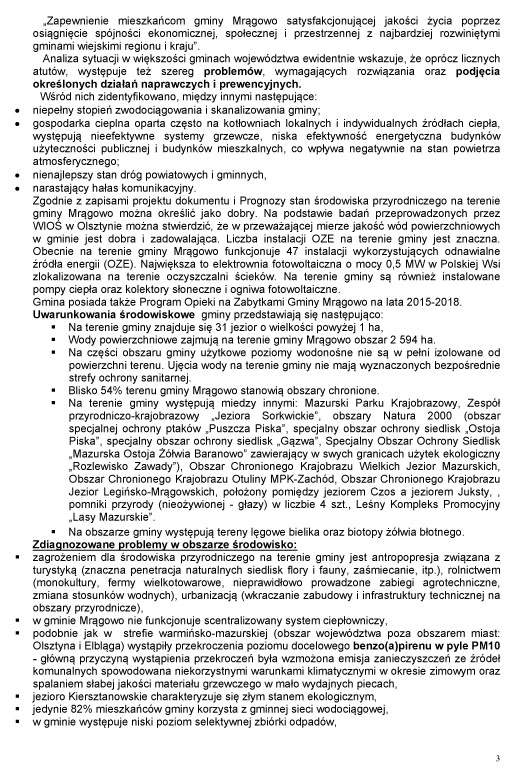 „Zapewnienie mieszkańcom gminy Mrągowo satysfakcjonującej jakości życia poprzez
osiągnięcie spójności ekonomicznej, społecznej i przestrzennej z najbardziej rozwiniętymi
gminami wiejskimi regionu i kraju”.
Analiza sytuacji w większości gminach województwa ewidentnie wskazuje, że oprócz licznych
atutów, występuje też szereg problemów, wymagających rozwiązania oraz podjęcia
określonych działań naprawczych i prewencyjnych.
Wśród nich zidentyfikowano, między innymi następujące:
• niepełny stopień zwodociągowania i skanalizowania gminy;
• gospodarka cieplna oparta często na kotłowniach lokalnych i indywidualnych źródłach ciepła,
występują nieefektywne systemy grzewcze, niska efektywność energetyczna budynków
użyteczności publicznej i budynków mieszkalnych, co wpływa negatywnie na stan powietrza
atmosferycznego;
• nienajlepszy stan dróg powiatowych i gminnych,
• narastający hałas komunikacyjny.
Zgodnie z zapisami projektu dokumentu i Prognozy stan środowiska przyrodniczego na terenie
gminy Mrągowo można określić jako dobry. Na podstawie badań przeprowadzonych przez
WIOŚ w Olsztynie można stwierdzić, że w przeważającej mierze jakość wód powierzchniowych
w gminie jest dobra i zadowalająca. Liczba instalacji OZE na terenie gminy jest znaczna.
Obecnie na terenie gminy Mrągowo funkcjonuje 47 instalacji wykorzystujących odnawialne
źródła energii (OZE). Największa to elektrownia fotowoltaiczna o mocy 0,5 MW w Polskiej Wsi
zlokalizowana na terenie oczyszczalni ścieków. Na terenie gminy są również instalowane
pompy ciepła oraz kolektory słoneczne i ogniwa fotowoltaiczne.
Gmina posiada także Program Opieki na Zabytkami Gminy Mrągowo na lata 2015-2018.
Uwarunkowania środowiskowe gminy przedstawiają się następująco:
▪ Na terenie gminy znajduje się 31 jezior o wielkości powyżej 1 ha,
▪ Wody powierzchniowe zajmują na terenie gminy Mrągowo obszar 2 594 ha.
▪ Na części obszaru gminy użytkowe poziomy wodonośne nie są w pełni izolowane od
powierzchni terenu. Ujęcia wody na terenie gminy nie mają wyznaczonych bezpośrednie
strefy ochrony sanitarnej.
▪ Blisko 54% terenu gminy Mrągowo stanowią obszary chronione.
▪ Na terenie gminy występują miedzy innymi: Mazurski Parku Krajobrazowy, Zespół
przyrodniczo-krajobrazowy „Jeziora Sorkwickie”, obszary Natura 2000 (obszar
specjalnej ochrony ptaków „Puszcza Piska”, specjalny obszar ochrony siedlisk „Ostoja
Piska”, specjalny obszar ochrony siedlisk „Gązwa”, Specjalny Obszar Ochrony Siedlisk
„Mazurska Ostoja Żółwia Baranowo” zawierający w swych granicach użytek ekologiczny
„Rozlewisko Zawady”), Obszar Chronionego Krajobrazu Wielkich Jezior Mazurskich,
Obszar Chronionego Krajobrazu Otuliny MPK-Zachód, Obszar Chronionego Krajobrazu
Jezior Legińsko-Mrągowskich, położony pomiędzy jeziorem Czos a jeziorem Juksty, ,
pomniki przyrody (nieożywionej - głazy) w liczbie 4 szt., Leśny Kompleks Promocyjny
„Lasy Mazurskie”.
▪ Na obszarze gminy występują tereny lęgowe bielika oraz biotopy żółwia błotnego.
Zdiagnozowane problemy w obszarze środowisko:
▪ zagrożeniem dla środowiska przyrodniczego na terenie gminy jest antropopresja związana z
turystyką (znaczna penetracja naturalnych siedlisk flory i fauny, zaśmiecanie, itp.), rolnictwem
(monokultury, fermy wielkotowarowe, nieprawidłowo prowadzone zabiegi agrotechniczne,
zmiana stosunków wodnych), urbanizacją (wkraczanie zabudowy i infrastruktury technicznej na
obszary przyrodnicze),
▪ w gminie Mrągowo nie funkcjonuje scentralizowany system ciepłowniczy,
▪ podobnie jak w strefie warmińsko-mazurskiej (obszar województwa poza obszarem miast:
Olsztyna i Elbląga) wystąpiły przekroczenia poziomu docelowego benzo(a)pirenu w pyle PM10
- główną przyczyną wystąpienia przekroczeń była wzmożona emisja zanieczyszczeń ze źródeł
komunalnych spowodowana niekorzystnymi warunkami klimatycznymi w okresie zimowym oraz
spalaniem słabej jakości materiału grzewczego w mało wydajnych piecach,
▪ jezioro Kiersztanowskie charakteryzuje się złym stanem ekologicznym,
▪ jedynie 82% mieszkańców gminy korzysta z gminnej sieci wodociągowej,
▪ w gminie występuje niski poziom selektywnej zbiórki odpadów,
3